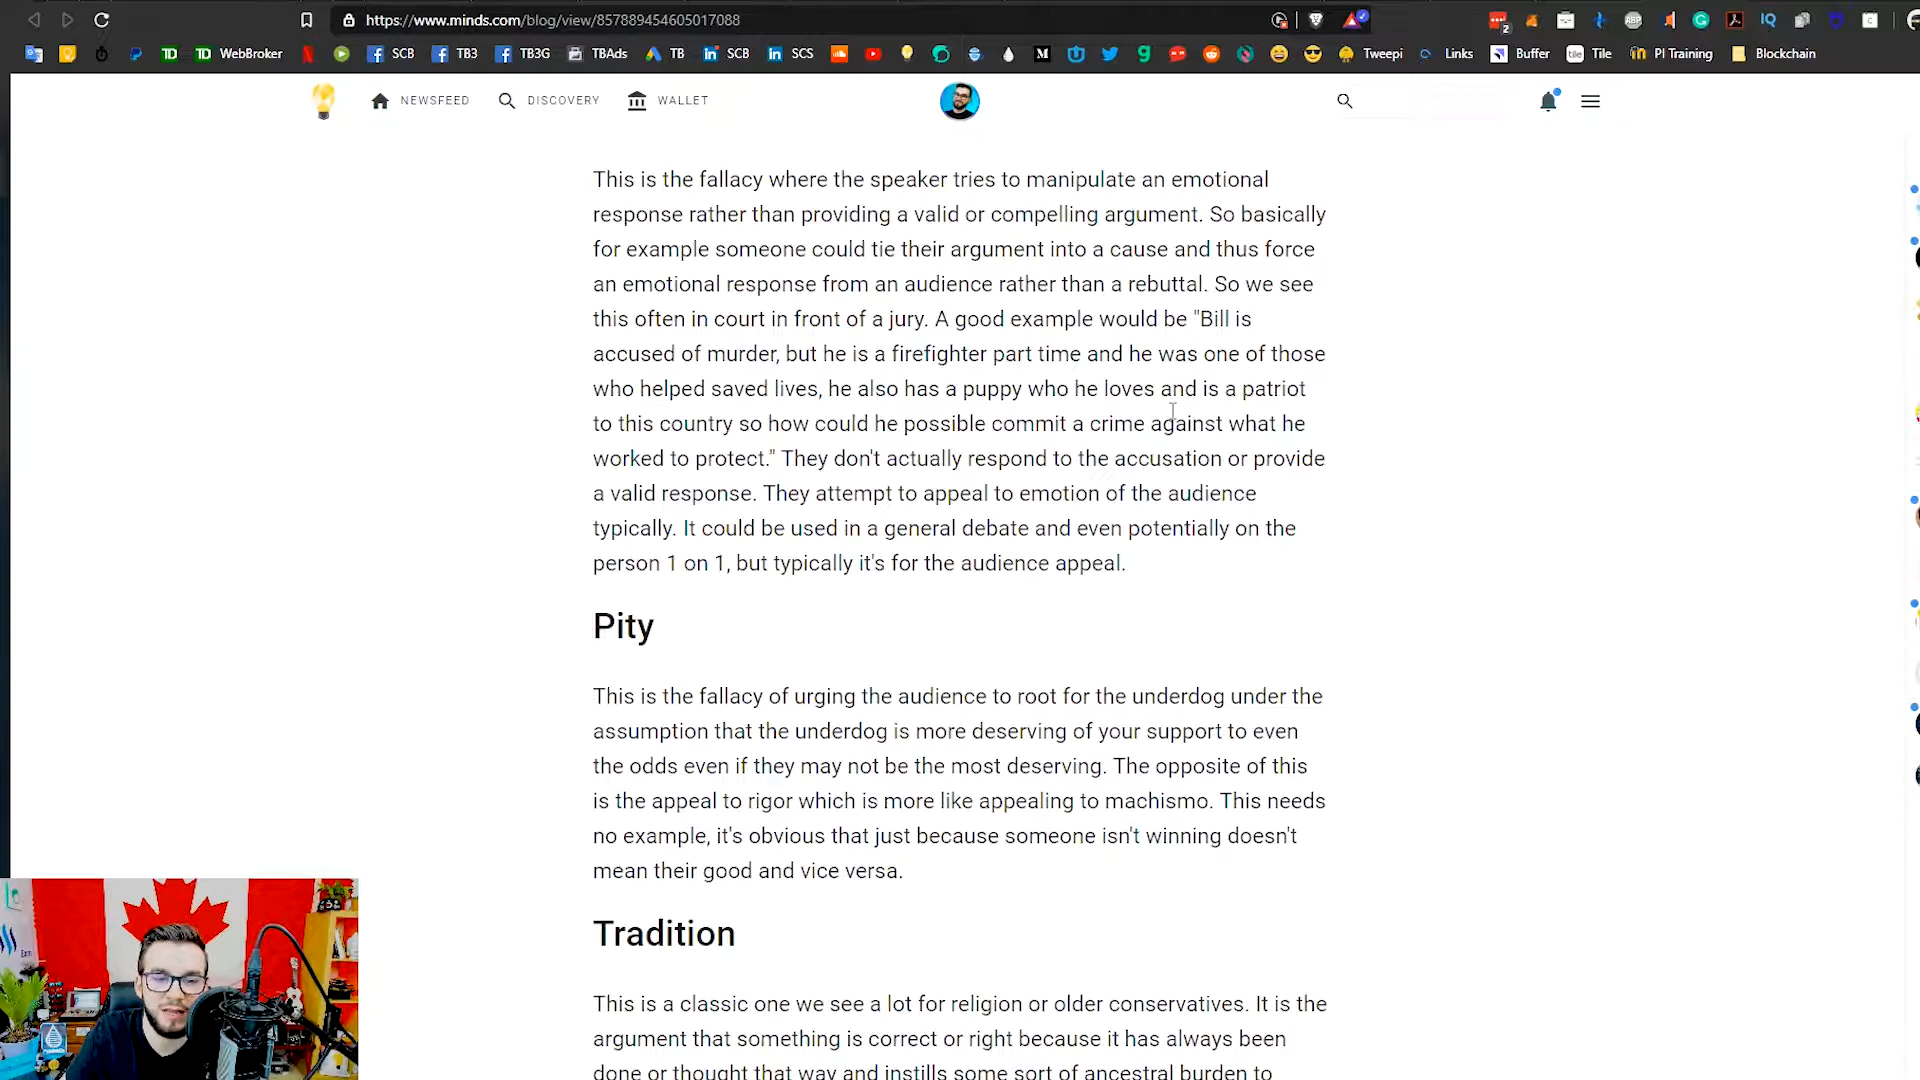 https://www.minds.com/blog/view/857889454605017088
WebBroker SCB TB3 TB3G TBAds TB SCB SCS Tweepi Links Buffer Tile PI Training Blockchain
NEWSFEED DISCOVERY WALLET
This is the fallacy where the speaker tries to manipulate an emotional
response rather than providing a valid or compelling argument. So basically
for example someone could tie their argument into a cause and thus force
an emotional response from an audience rather than a rebuttal. So we see
this often in court in front of a jury. A good example would be "Bill is
accused of murder, but he is a firefighter part time and he was one of those
who helped saved lives, he also has a puppy who he loves and is a patriot
to this country so how could he possible commit a crime against what he
worked to protect." They don't actually respond to the accusation or provide
a valid response. They attempt to appeal to emotion of the audience
typically. It could be used in a general debate and even potentially on the
person 1 on 1, but typically it's for the audience appeal.
Pity
This is the fallacy of urging the audience to root for the underdog under the
assumption that the underdog is more deserving of your support to even
the odds even if they may not be the most deserving. The opposite of this
is the appeal to rigor which is more like appealing to machismo. This needs
no example, it's obvious that just because someone isn't winning doesn't
mean their good and vice versa.
Tradition
This is a classic one we see a lot for religion or older conservatives. It is the
argument that something is correct or right because it has always been
done or thought that way and instills some sort of ancestral burden to